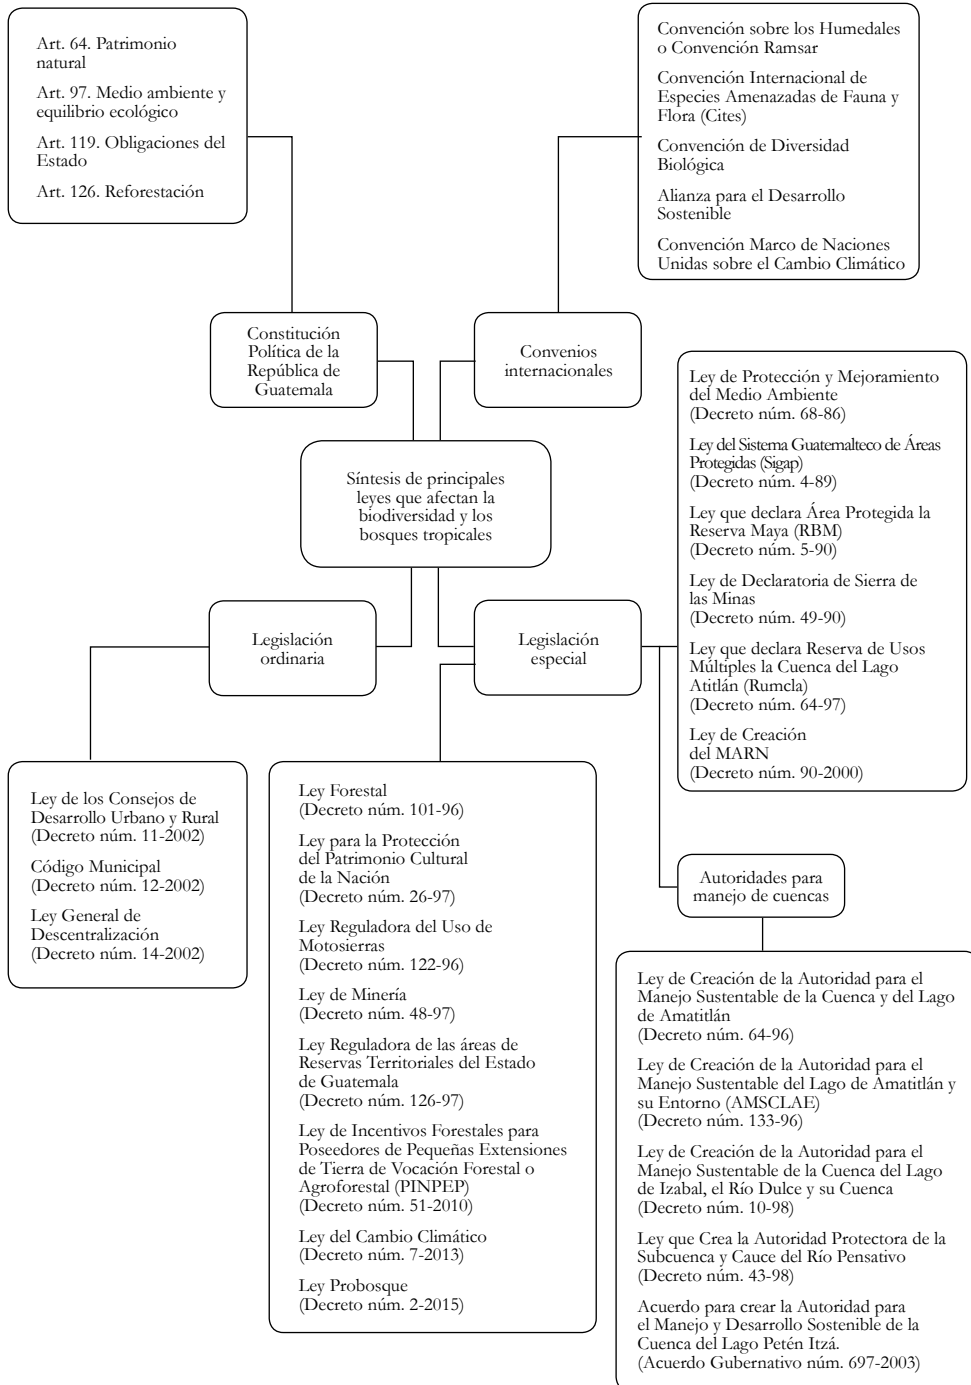 Art. 64. Patrimonio
natural
Art. 97. Medio ambiente y
equilibrio ecológico
Art. 119. Obligaciones del
Estado
Art. 126. Reforestación
Convención sobre los Humedales
o Convención Ramsar
Convención Internacional de
Especies Amenazadas de Fauna y
Flora (Cites)
Convención de Diversidad
Biológica
Alianza para el Desarrollo
Sostenible
Convención Marco de Naciones
Unidas sobre el Cambio Climático
Constitución
Política de la
República de
Guatemala
Convenios
internacionales
Síntesis de principales
leyes que afectan la
biodiversidad y los
bosques tropicales
Legislación
ordinaria
Legislación
especial
Ley de Protección y Mejoramiento
del Medio Ambiente
(Decreto núm. 68-86)
Ley del Sistema Guatemalteco de Áreas
Protegidas (Sigap)
(Decreto núm. 4-89)
Ley que declara Área Protegida la
Reserva Maya (RBM)
(Decreto núm. 5-90)
Ley de Declaratoria de Sierra de
las Minas
(Decreto núm. 49-90)
Ley que declara Reserva de Usos
Múltiples la Cuenca del Lago
Atitlán (Rumcla)
(Decreto núm. 64-97)
Ley de Creación
del MARN
(Decreto núm. 90-2000)
Ley de los Consejos de
Desarrollo Urbano y Rural
(Decreto núm. 11-2002)
Código Municipal
(Decreto núm. 12-2002)
Ley General de
Descentralización
(Decreto núm. 14-2002)
Ley Forestal
(Decreto núm. 101-96)
Ley para la Protección
del Patrimonio Cultural
de la Nación
(Decreto núm. 26-97)
Ley Reguladora del Uso de
Motosierras
(Decreto núm. 122-96)
Ley de Minería
(Decreto núm. 48-97)
Ley Reguladora de las áreas de
Reservas Territoriales del Estado
de Guatemala
(Decreto núm. 126-97)
Ley de Incentivos Forestales para
Poseedores de Pequeñas Extensiones
de Tierra de Vocación Forestal o
Agroforestal (PINPEP)
(Decreto núm. 51-2010)
Ley del Cambio Climático
(Decreto núm. 7-2013)
Ley Probosque
(Decreto núm. 2-2015)
Autoridades para
manejo de cuencas
Ley de Creación de la Autoridad para el
Manejo Sustentable de la Cuenca y del Lago
de Amatitlán
(Decreto núm. 64-96)
Ley de Creación de la Autoridad para el
Manejo Sustentable del Lago de Amatitlán y
su Entorno (AMSCLAE)
(Decreto núm. 133-96)
Ley de Creación de la Autoridad para el
Manejo Sustentable de la Cuenca del Lago
de Izabal, el Río Dulce y su Cuenca
(Decreto núm. 10-98)
Ley que Crea la Autoridad Protectora de la
Subcuenca y Cauce del Río Pensativo
(Decreto núm. 43-98)
Acuerdo para crear la Autoridad para
el Manejo y Desarrollo Sostenible de la
Cuenca del Lago Petén Itzá.
(Acuerdo Gubernativo núm. 697-2003)